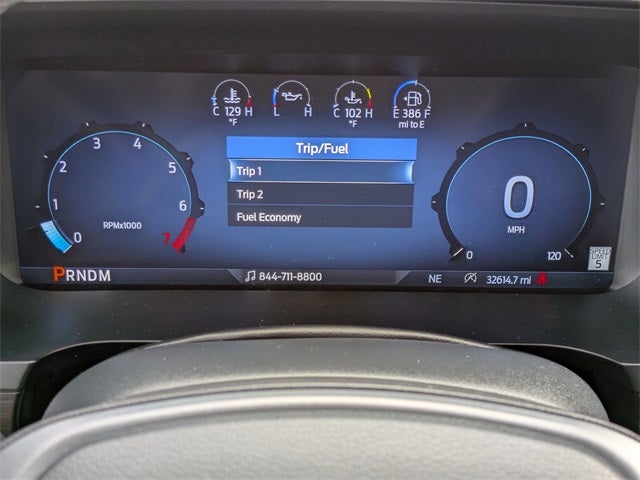 C 129 H
°F
L H
C 102 H
°F
E 386 F
mi to E
Trip/Fuel
Trip 1
Trip 2
Fuel Economy
0 1 2 3 4 5 6 7
RPMx1000
0
MPH
0 120
SPEED
LIMIT
5
PRNDM
844-711-8800
NE
32614.7 mi